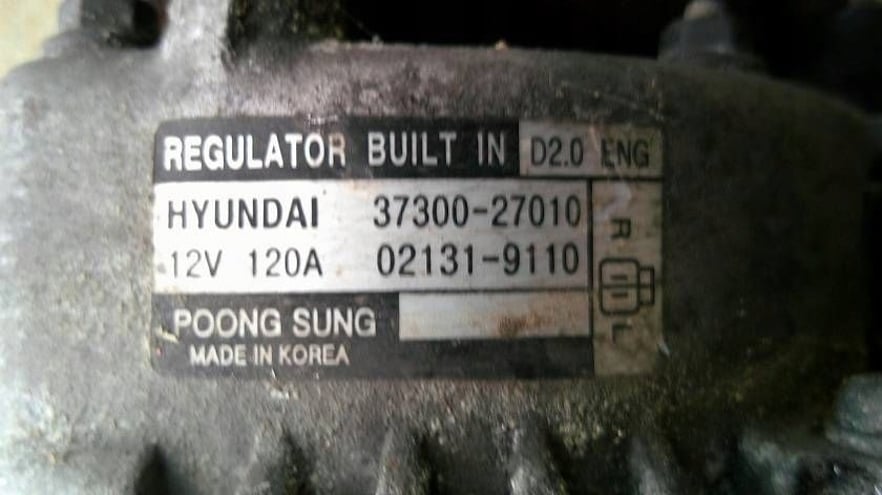 REGULATOR BUILT IN D2.0 ENG
HYUNDAI 37300-27010
12V 120A 02131-9110
R
L
POONG SUNG
MADE IN KOREA